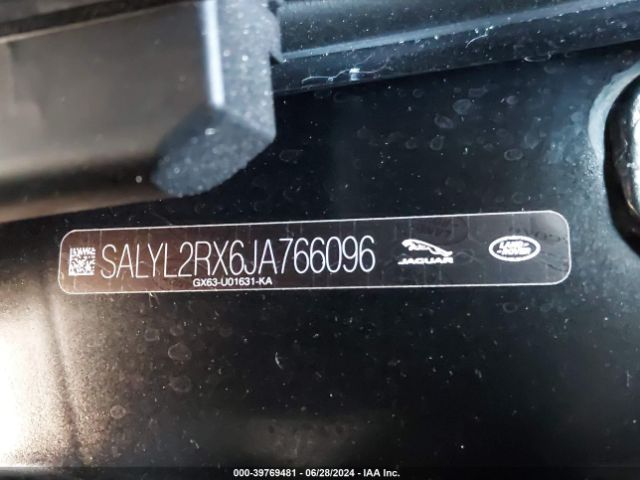 SALYL2RX6JA766096
GX63-U01631-KA
JAGUAR
LAND
ROVER
000-39769481 - 06/28/2024 - IAA Inc.